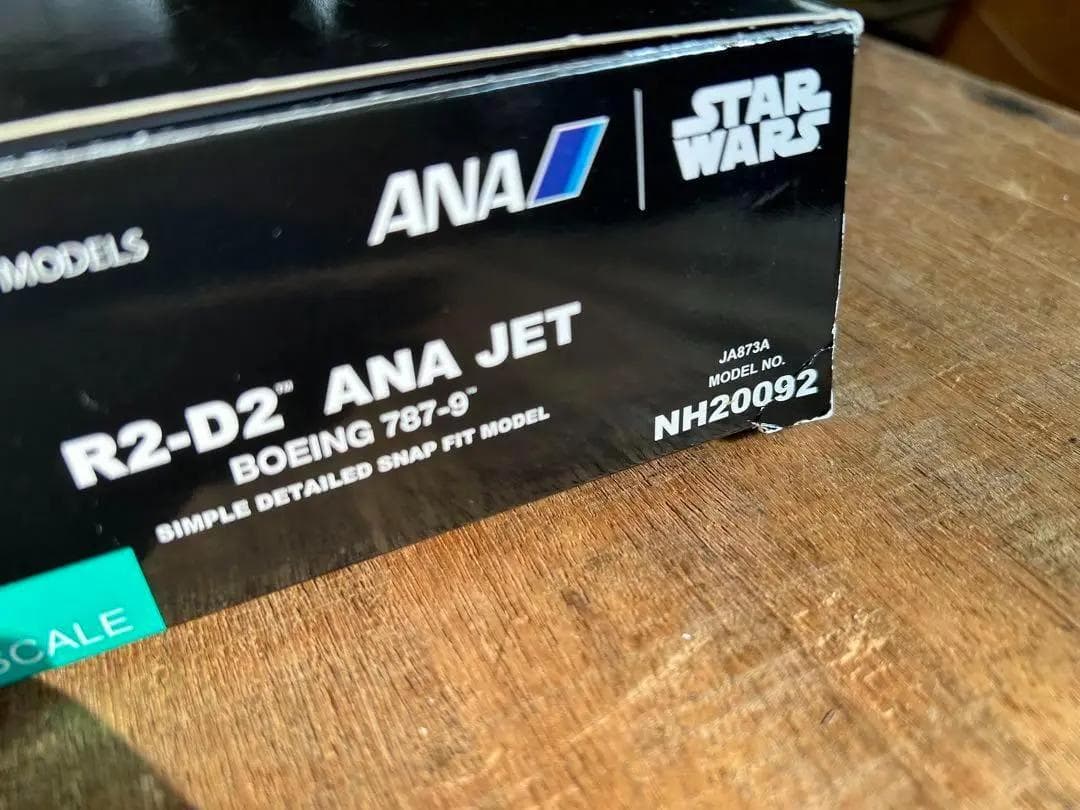 ANA
STAR
WARS
MODELS
R2-D2™ ANA JET
BOEING 787-9™
SIMPLE DETAILED SNAP FIT MODEL
JA873A
MODEL NO.
NH20092
SCALE